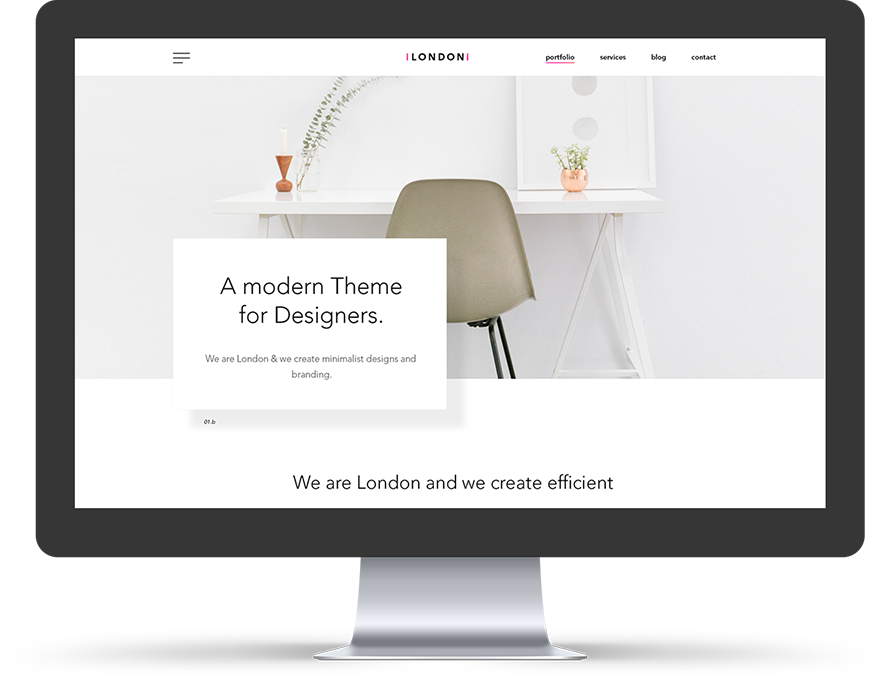 |LONDON|
portfolio services blog contact
A modern Theme
for Designers.
We are London & we create minimalist designs and
branding.
01.b
We are London and we create efficient